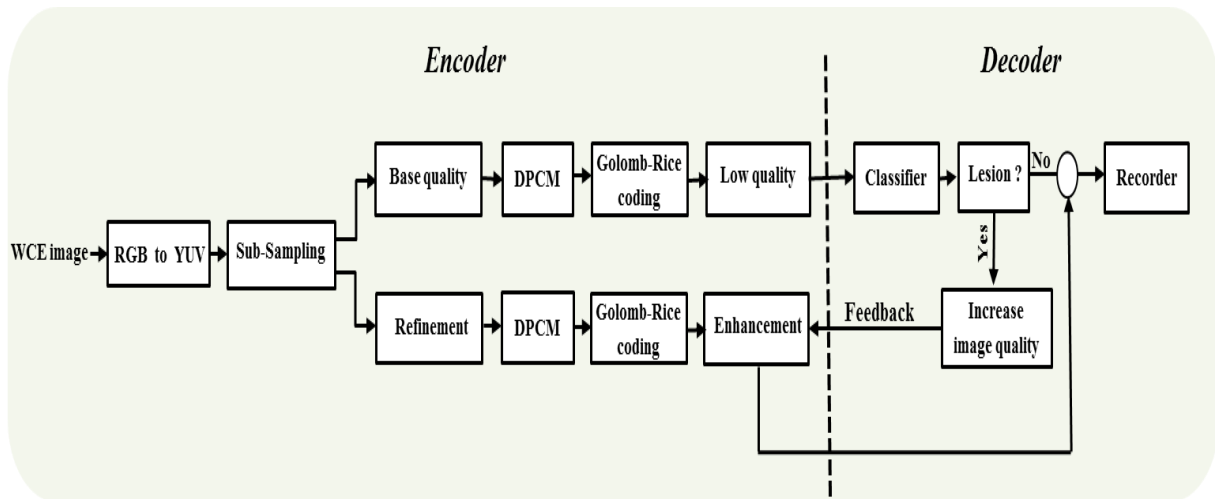 Encoder
Decoder
WCE image
RGB to YUV
Sub-Sampling
Base quality
DPCM
Golomb-Rice
coding
Low quality
Classifier
Lesion ?
No
Recorder
Yes
Refinement
DPCM
Golomb-Rice
coding
Enhancement
Feedback
Increase
image quality